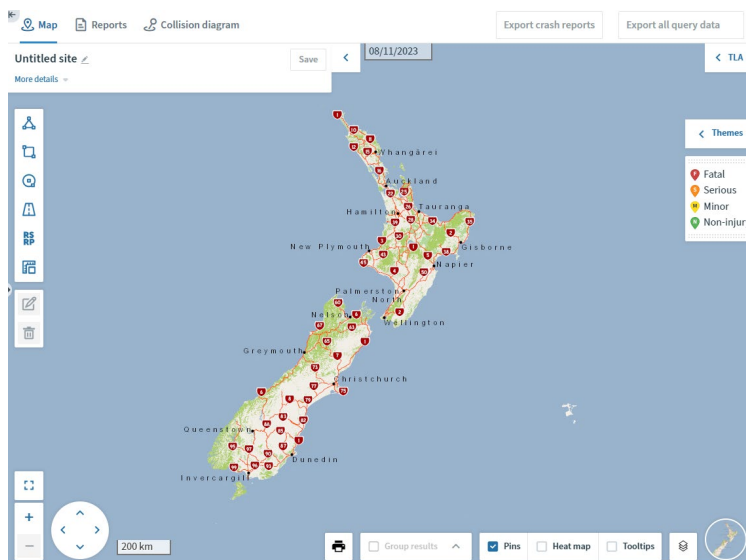 Map Reports Collision diagram
Export crash reports Export all query data
Untitled site
Save
08/11/2023
TLA
More details
Themes
Fatal
Serious
Minor
Non-injur
RS
RP
Whangārei
Auckland
Tauranga
Hamilton
New Plymouth
Gisborne
Napier
Palmerston
North
Nelson
Wellington
Greymouth
Christchurch
Queenstown
Dunedin
Invercargill
200 km
Group results
Pins
Heat map
Tooltips